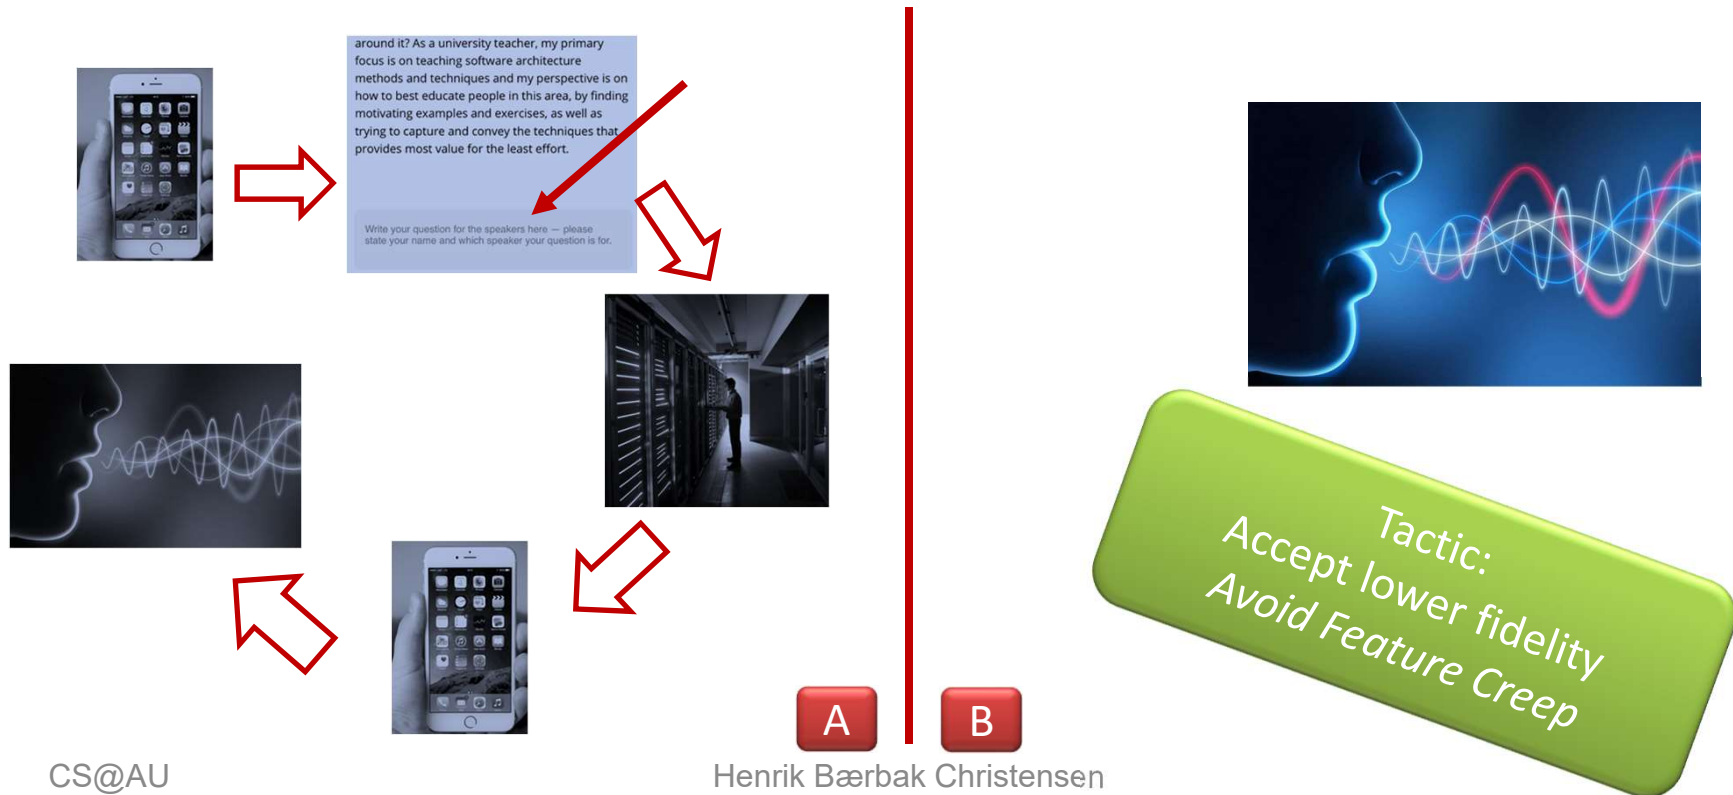 around it? As a university teacher, my primary
focus is on teaching software architecture
methods and techniques and my perspective is on
how to best educate people in this area, by finding
motivating examples and exercises, as well as
trying to capture and convey the techniques that
provides most value for the least effort.
Write your question for the speakers here — please
state your name and which speaker your question is for.
Tactic:
Accept lower fidelity
Avoid Feature Creep
A
B
CS@AU
Henrik Bærbak Christensen